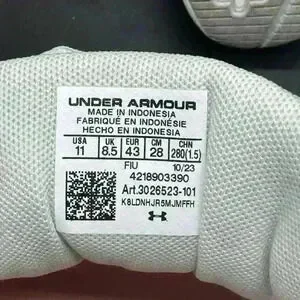 UNDER ARMOUR
MADE IN INDONESIA
FABRIQUÉ EN INDONÉSIE
HECHO EN INDONESIA
USA UK EUR CM CHN
11 8.5 43 28 280(1.5)
FIU 10/23
4218903390
Art.3026523-101
K8LDNHJR5MJMFFH